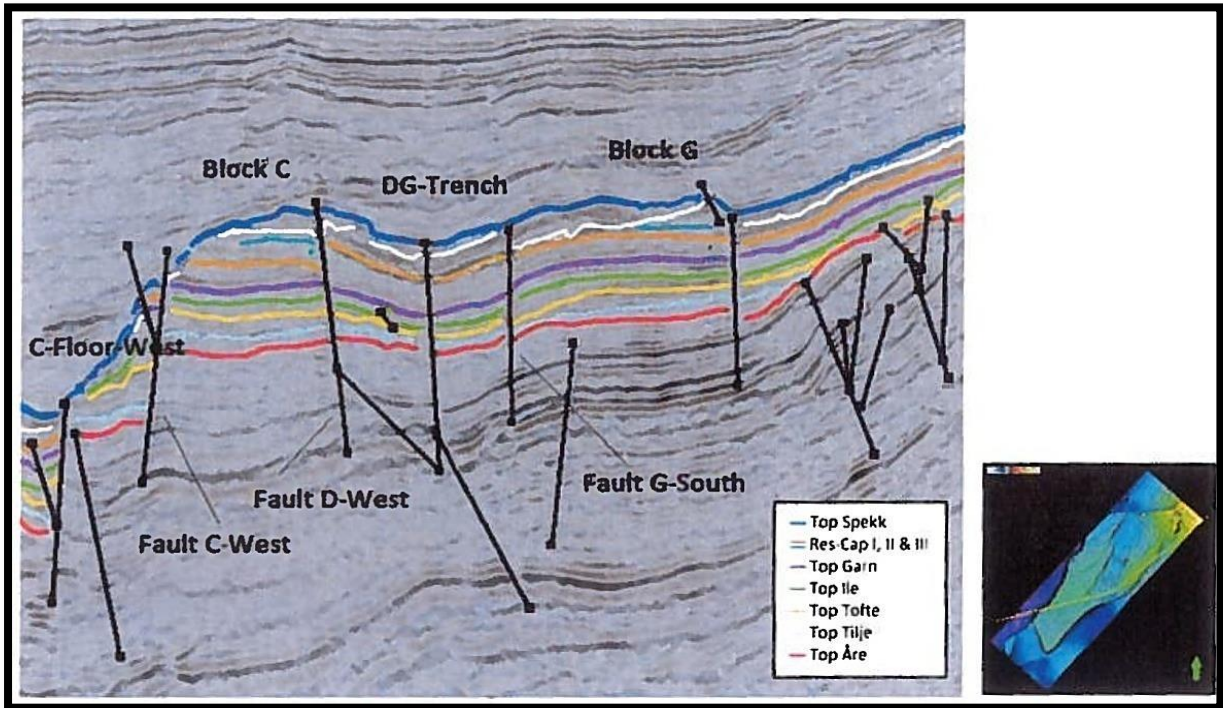 Block C
DG-Trench
Block G
C-Floor-West
Fault D-West
Fault G-South
Fault C-West
Top Spekk
Res-Cap I, II & III
Top Garn
Top Ile
Top Tofte
Top Tilje
Top Åre